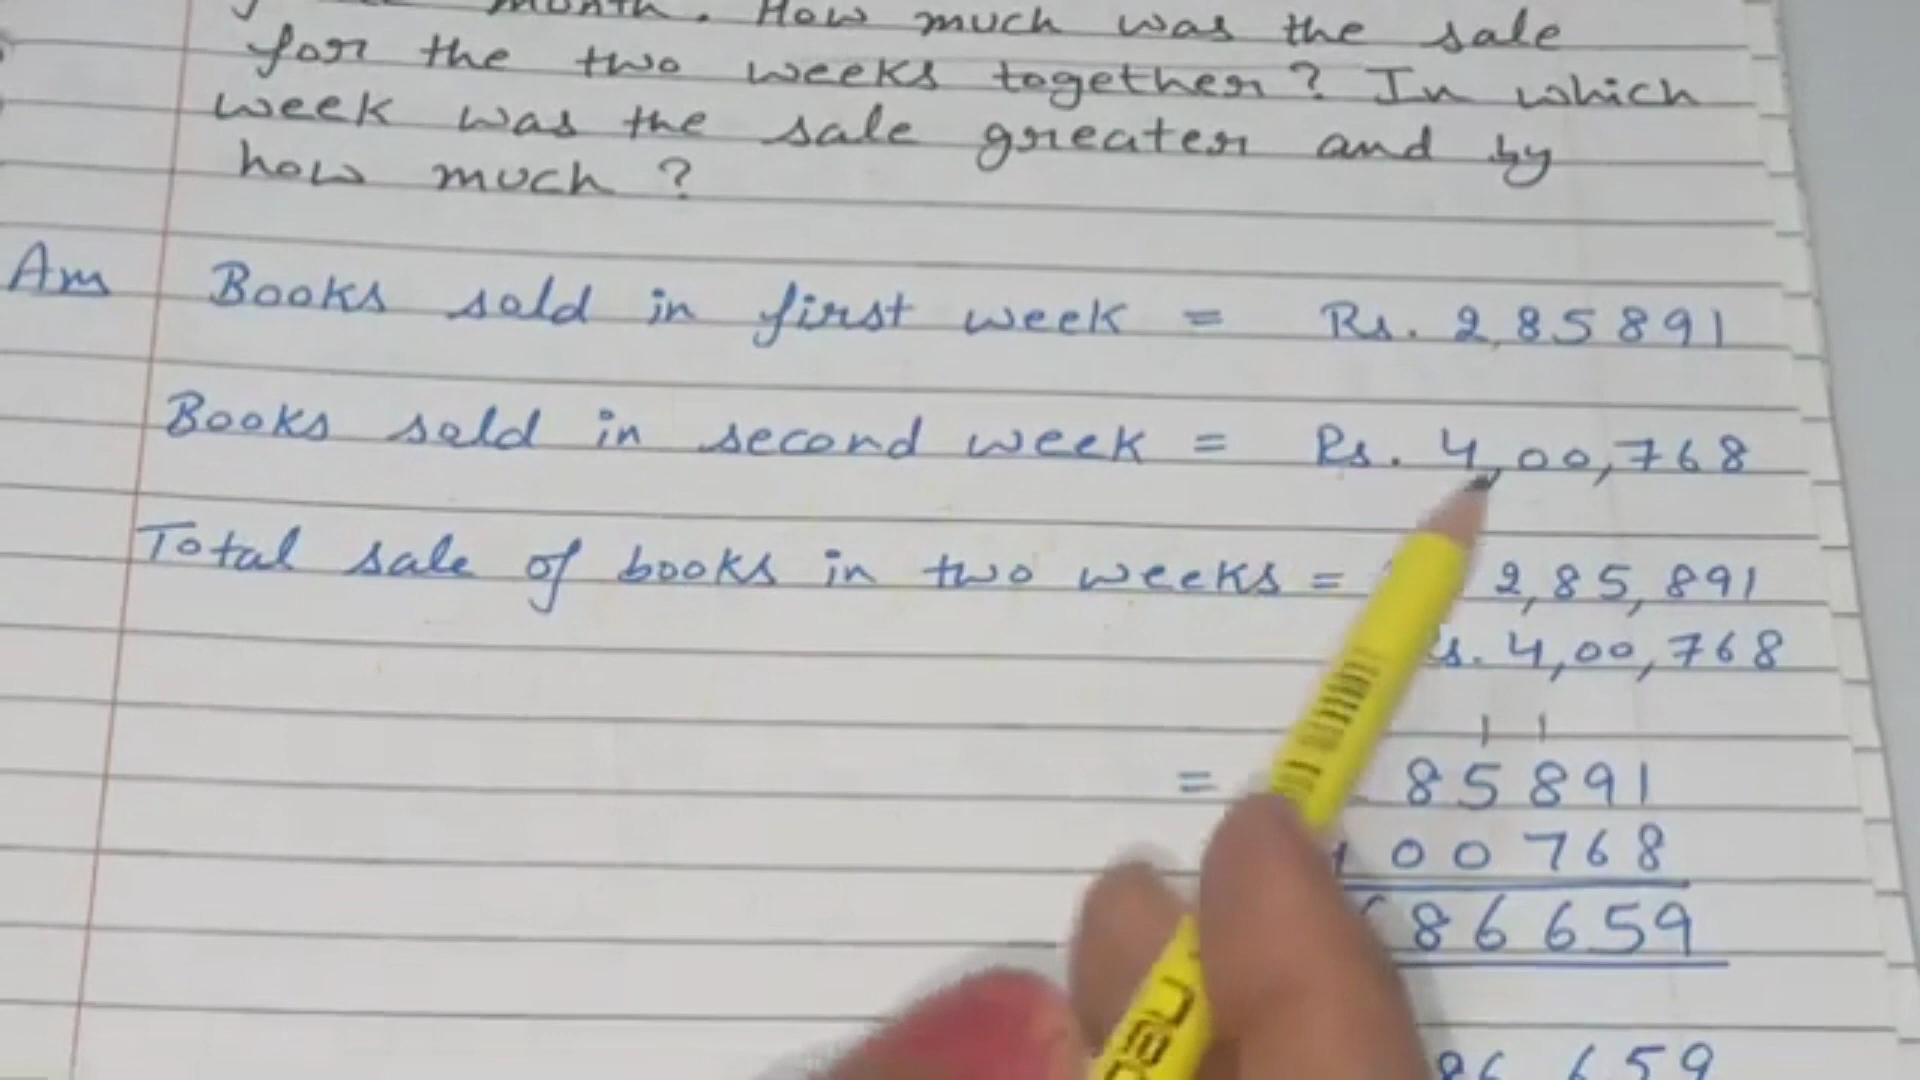 month. How much was the sale
for the two weeks together? In which
week was the sale greater and by
how much?
Ans Books sold in first week = Rs. 2,85891
Books sold in second week = Rs. 4,00,768
Total sale of books in two weeks = 2,85,891
s. 4,00,768
1 1
= 85891
00768
86659
86 659